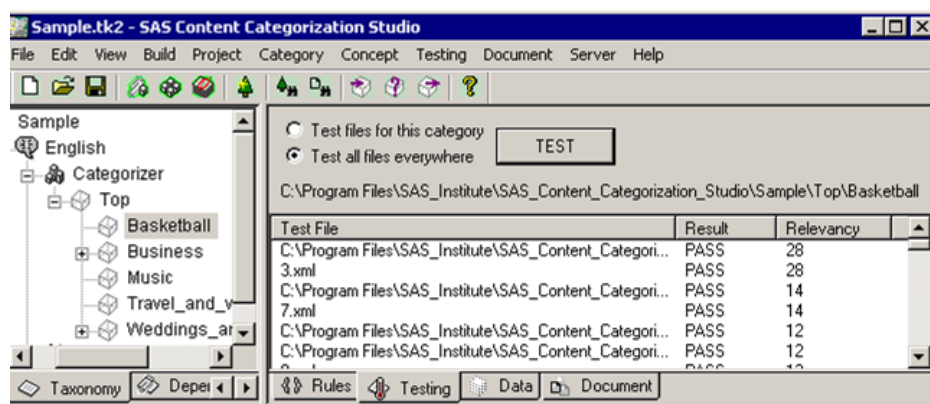 Sample.tk2 - SAS Content Categorization Studio
File Edit View Build Project Category Concept Testing Document Server Help
Sample
English
Categorizer
Top
Basketball
Business
Music
Travel_and_v
Weddings_ar
Taxonomy
Deper
Test files for this category
Test all files everywhere
TEST
C:\Program Files\SAS_Institute\SAS_Content_Categorization_Studio\Sample\Top\Basketball
Test File Result Relevancy
C:\Program Files\SAS_Institute\SAS_Content_Categori... PASS 28
3.xml PASS 28
C:\Program Files\SAS_Institute\SAS_Content_Categori... PASS 14
7.xml PASS 14
C:\Program Files\SAS_Institute\SAS_Content_Categori... PASS 12
C:\Program Files\SAS_Institute\SAS_Content_Categori... PASS 12
Rules Testing Data Document